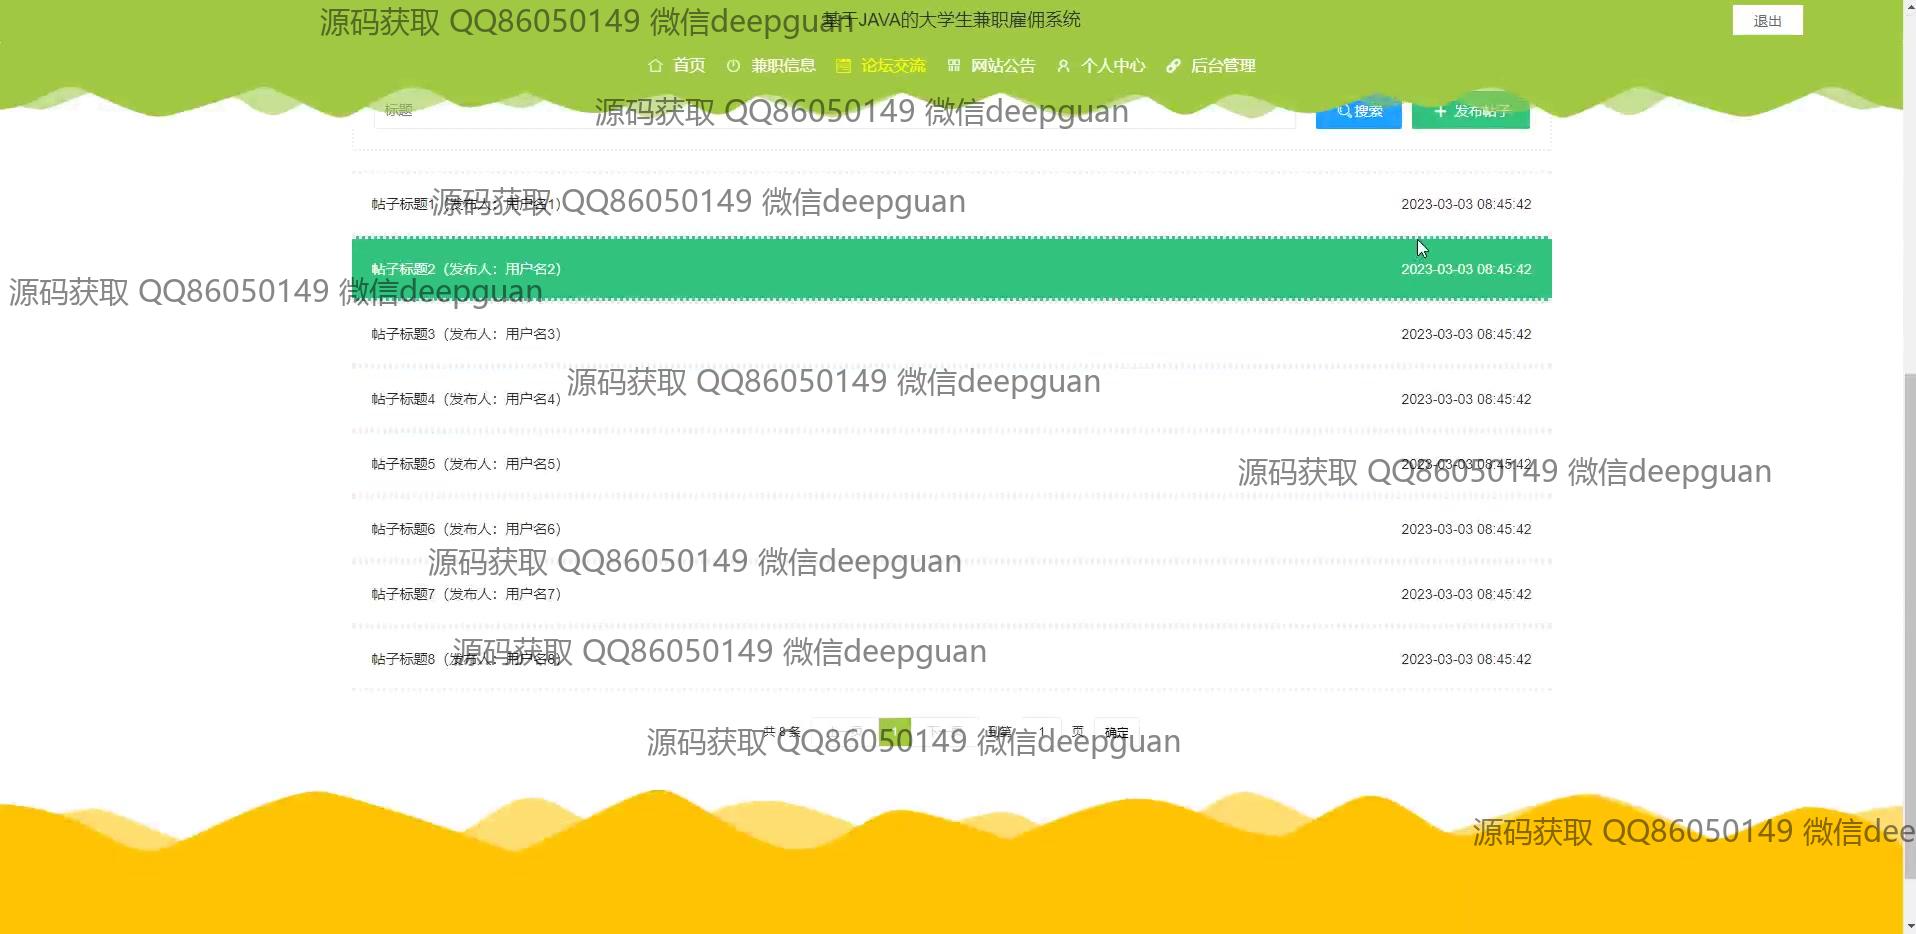 源码获取 QQ86050149 微信deepguan
基于JAVA的大学生兼职雇佣系统
退出
首页 兼职信息 论坛交流 网站公告 个人中心 后台管理
标题
源码获取 QQ86050149 微信deepguan
搜索
发布帖子
源码获取 QQ86050149 微信deepguan
帖子标题1（发布人：用户名1） 2023-03-03 08:45:42
帖子标题2（发布人：用户名2） 2023-03-03 08:45:42
源码获取 QQ86050149 微信deepguan
帖子标题3（发布人：用户名3） 2023-03-03 08:45:42
源码获取 QQ86050149 微信deepguan
帖子标题4（发布人：用户名4） 2023-03-03 08:45:42
帖子标题5（发布人：用户名5） 2023-03-03 08:45:42
源码获取 QQ86050149 微信deepguan
帖子标题6（发布人：用户名6） 2023-03-03 08:45:42
源码获取 QQ86050149 微信deepguan
帖子标题7（发布人：用户名7） 2023-03-03 08:45:42
源码获取 QQ86050149 微信deepguan
帖子标题8（发布人：用户名8） 2023-03-03 08:45:42
共 8 条 上一页 1 下一页 到第 1 页 确定
源码获取 QQ86050149 微信deepguan
源码获取 QQ86050149 微信dee